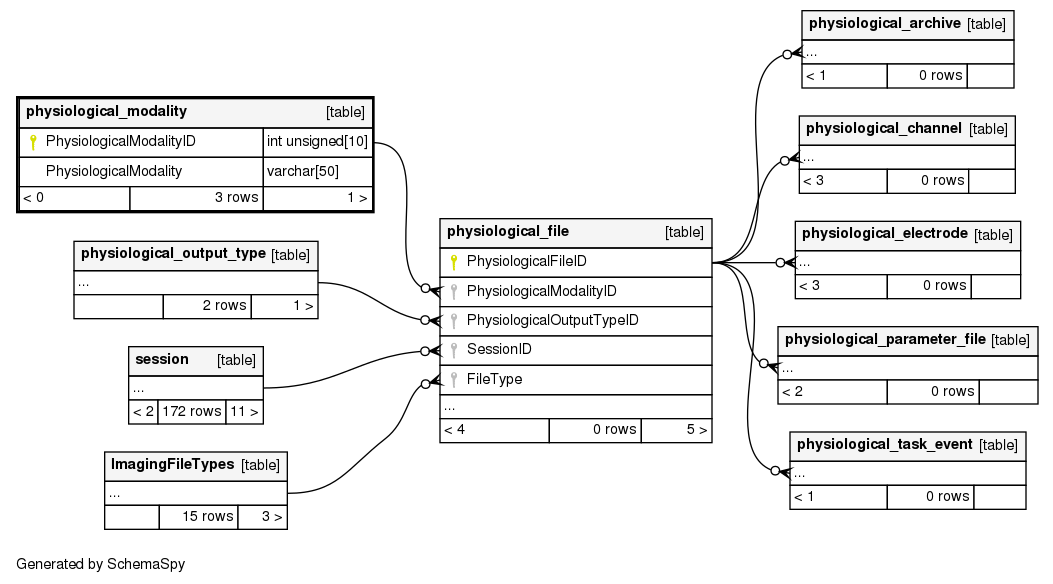 physiological_modality [table]
PhysiologicalModalityID int unsigned[10]
PhysiologicalModality varchar[50]
< 0 3 rows 1 >
physiological_output_type [table]
...
2 rows 1 >
session [table]
...
< 2 172 rows 11 >
ImagingFileTypes [table]
...
15 rows 3 >
physiological_file [table]
PhysiologicalFileID
PhysiologicalModalityID
PhysiologicalOutputTypeID
SessionID
FileType
...
< 4 0 rows 5 >
physiological_archive [table]
...
< 1 0 rows
physiological_channel [table]
...
< 3 0 rows
physiological_electrode [table]
...
< 3 0 rows
physiological_parameter_file [table]
...
< 2 0 rows
physiological_task_event [table]
...
< 1 0 rows
Generated by SchemaSpy